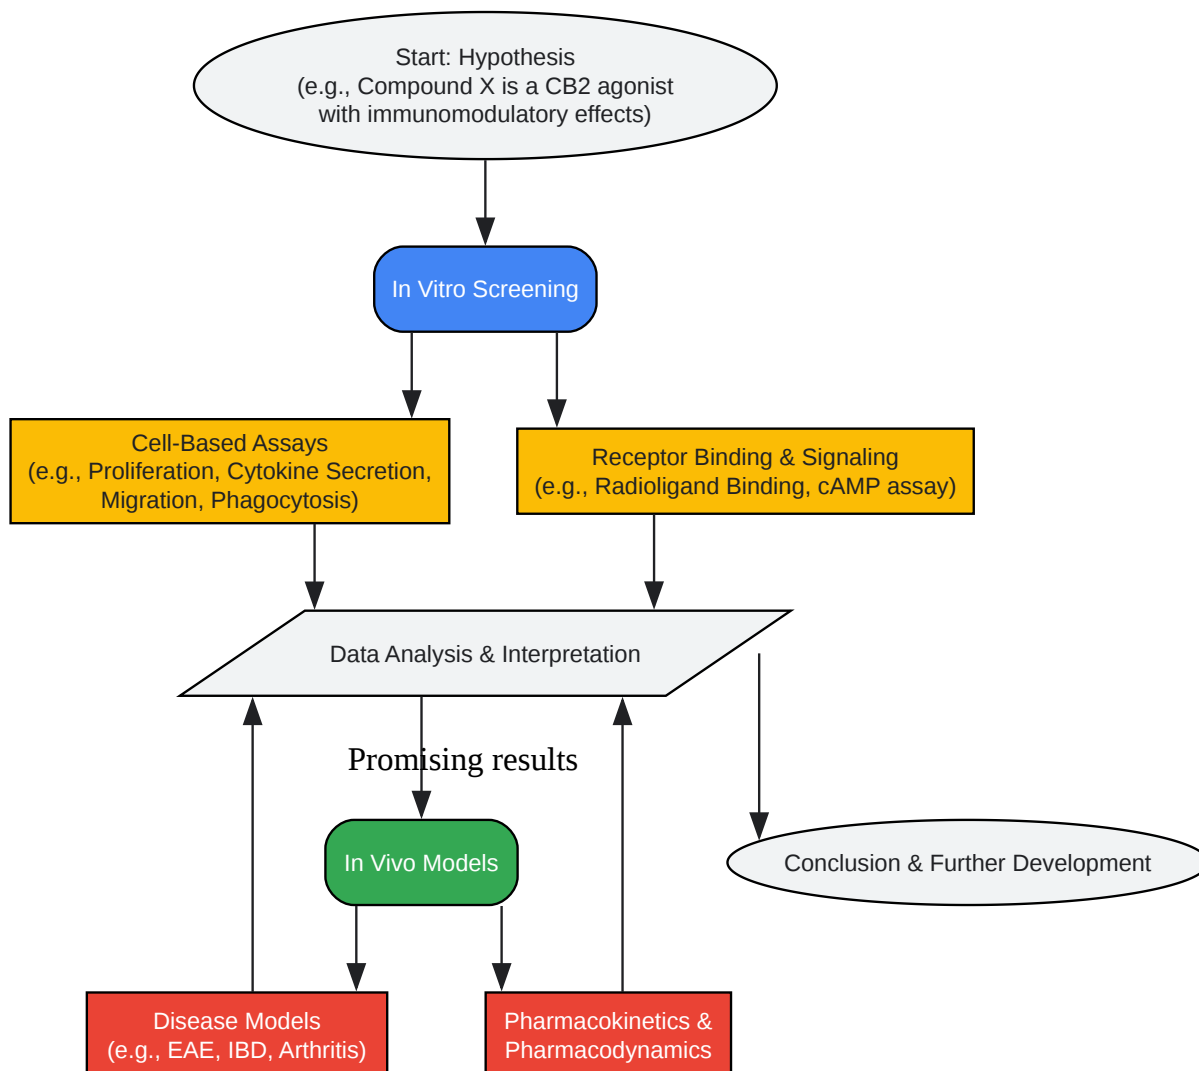 Start: Hypothesis
(e.g., Compound X is a CB2 agonist
with immunomodulatory effects)
In Vitro Screening
Cell-Based Assays
(e.g., Proliferation, Cytokine Secretion,
Migration, Phagocytosis)
Receptor Binding & Signaling
(e.g., Radioligand Binding, cAMP assay)
Data Analysis & Interpretation
Promising results
In Vivo Models
Conclusion & Further Development
Disease Models
(e.g., EAE, IBD, Arthritis)
Pharmacokinetics &
Pharmacodynamics